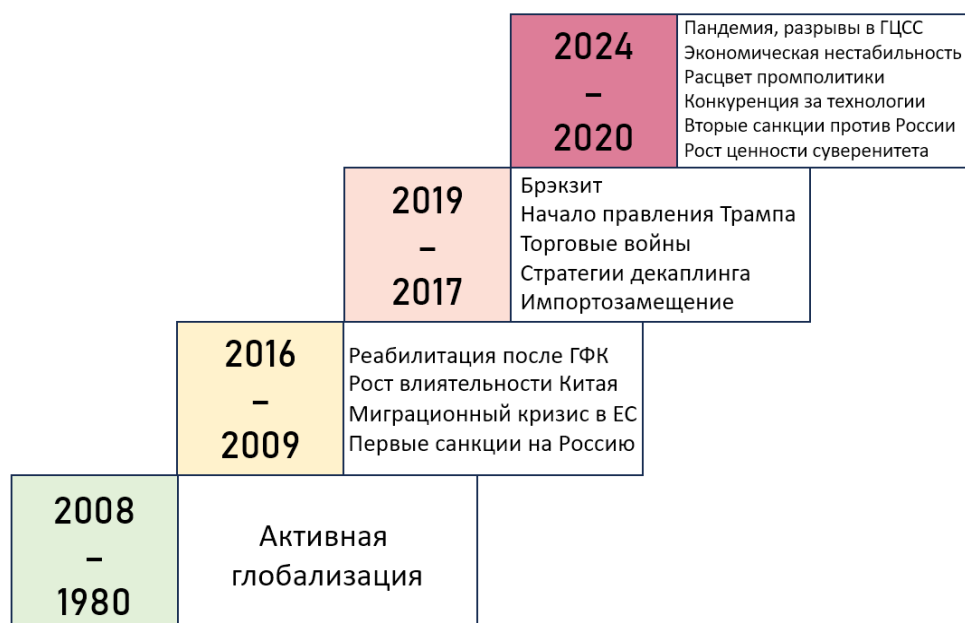 2024
–
2020
Пандемия, разрывы в ГЦСС
Экономическая нестабильность
Расцвет промполитики
Конкуренция за технологии
Вторые санкции против России
Рост ценности суверенитета
2019
–
2017
Брэкзит
Начало правления Трампа
Торговые войны
Стратегии декаплинга
Импортозамещение
2016
–
2009
Реабилитация после ГФК
Рост влиятельности Китая
Миграционный кризис в ЕС
Первые санкции на Россию
2008
–
1980
Активная
глобализация